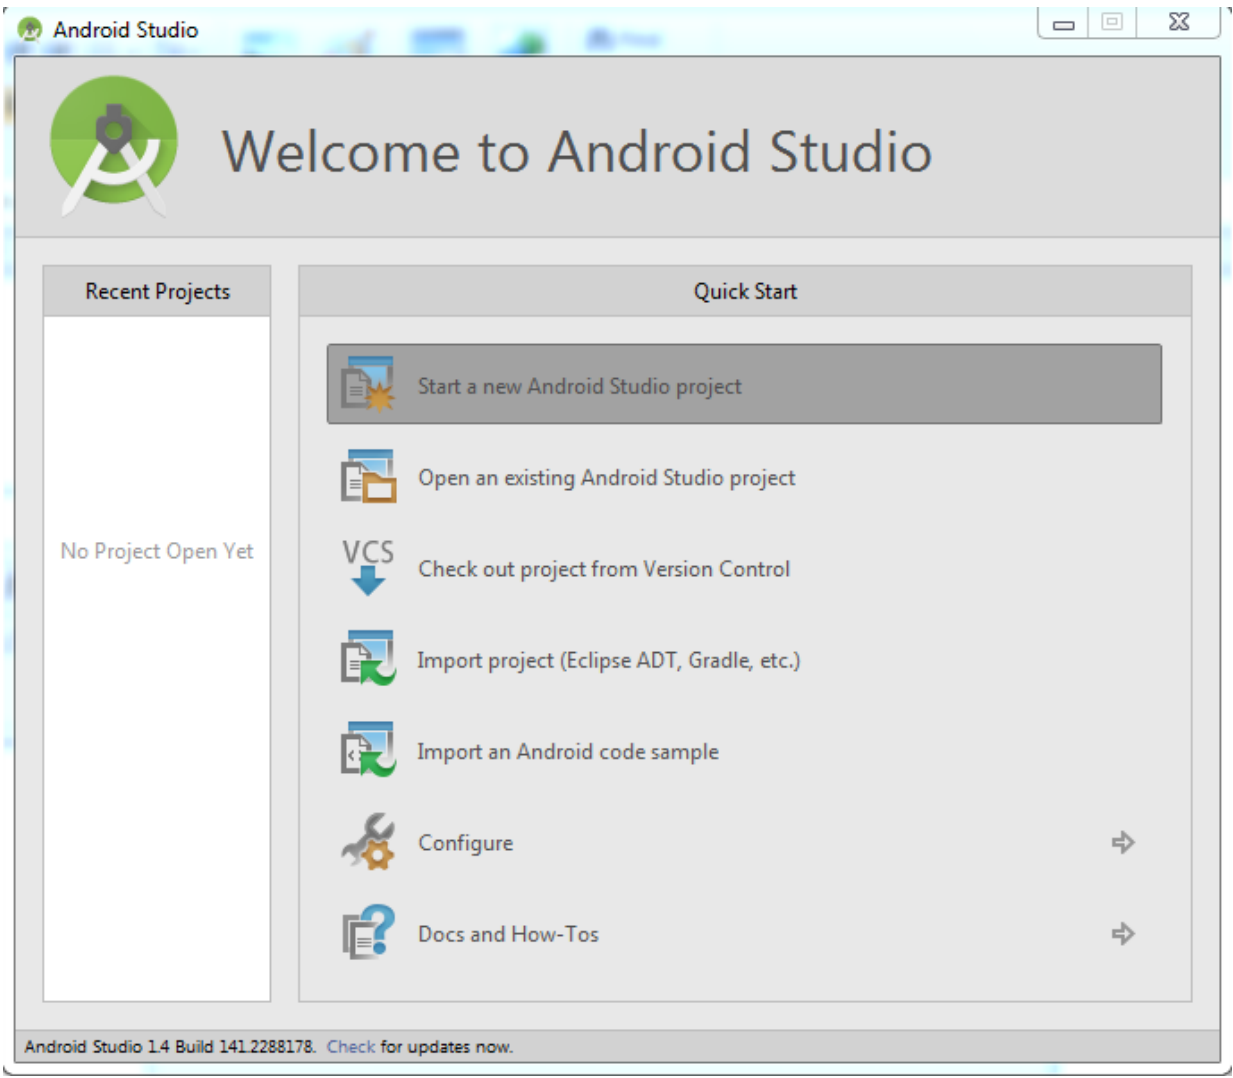 Android Studio
Welcome to Android Studio
Recent Projects
No Project Open Yet
Quick Start
Start a new Android Studio project
Open an existing Android Studio project
VCS
Check out project from Version Control
Import project (Eclipse ADT, Gradle, etc.)
Import an Android code sample
Configure
Docs and How-Tos
Android Studio 1.4 Build 141.2288178. Check for updates now.